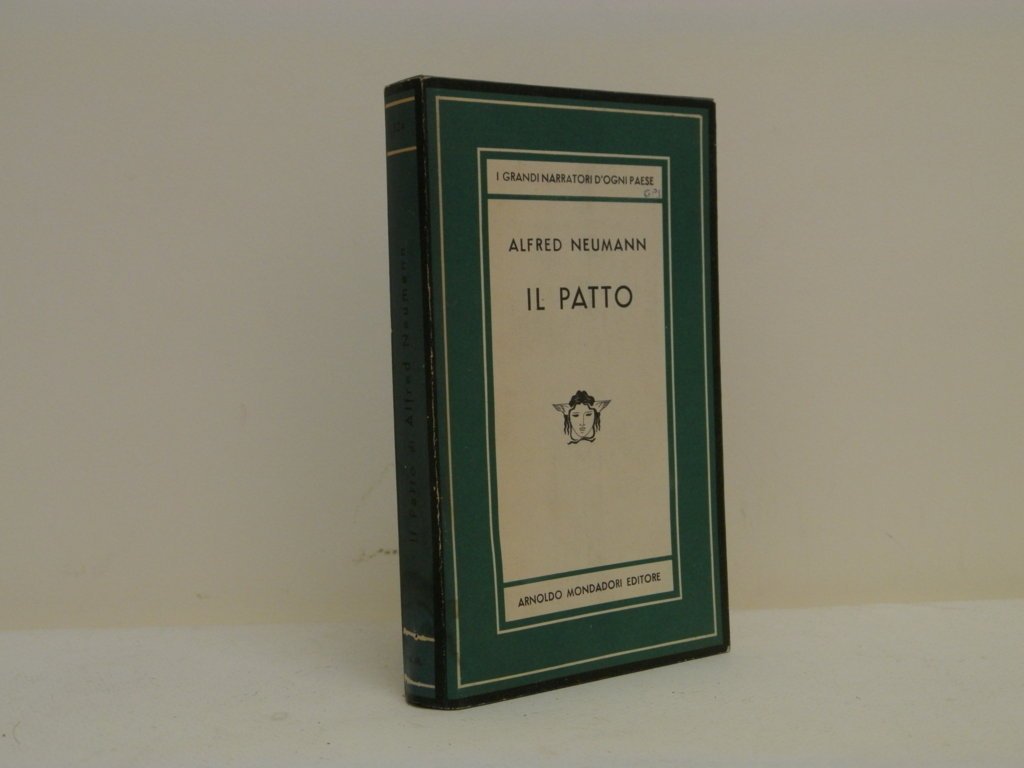 I GRANDI NARRATORI D'OGNI PAESE
ALFRED NEUMANN
IL PATTO
ARNOLDO MONDADORI EDITORE
Il Patto di Alfred Neumann